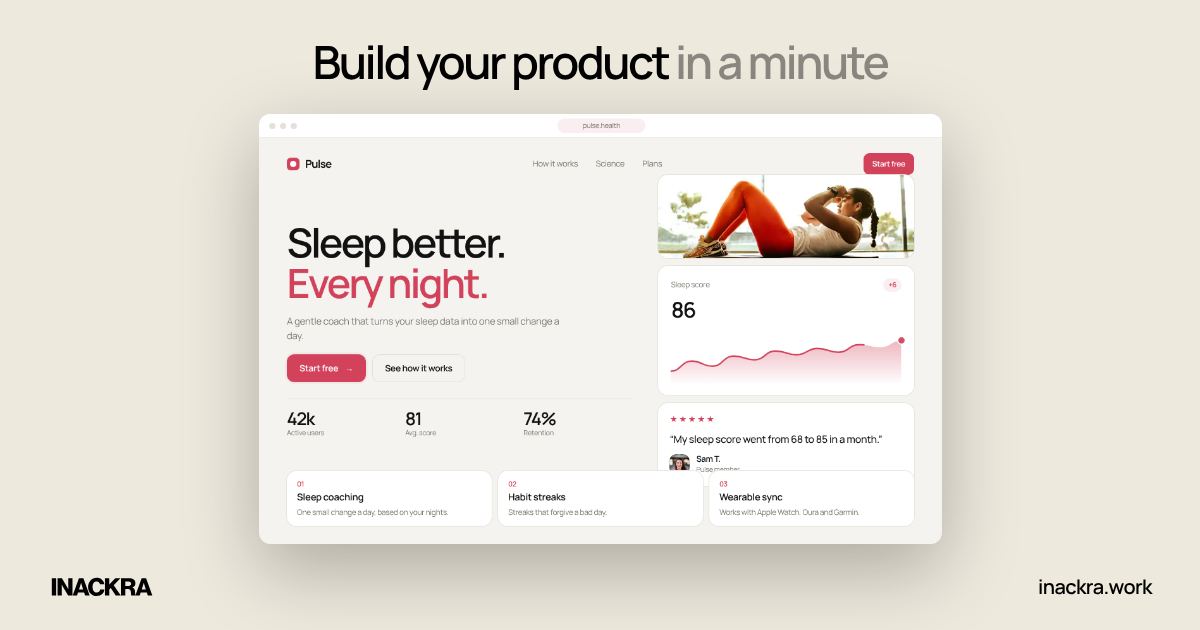 Build your product in a minute
pulse.health
Pulse
How it works
Science
Plans
Start free
Sleep better.
Every night.
A gentle coach that turns your sleep data into one small change a
day.
Start free →
See how it works
42k
Active users
81
Avg. score
74%
Retention
Sleep score
+6
86
★★★★★
“My sleep score went from 68 to 85 in a month.”
Sam T.
Pulse member
01
Sleep coaching
One small change a day, based on your nights.
02
Habit streaks
Streaks that forgive a bad day.
03
Wearable sync
Works with Apple Watch, Oura and Garmin.
INACKRA
inackra.work